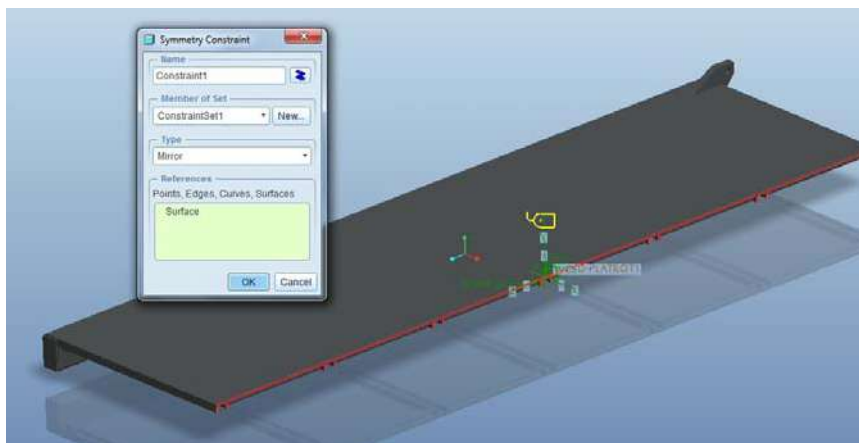 Symmetry Constraint
Name
Constraint1
Member of Set
ConstraintSet1
New...
Type
Mirror
References
Points, Edges, Curves, Surfaces
Surface
OK
Cancel